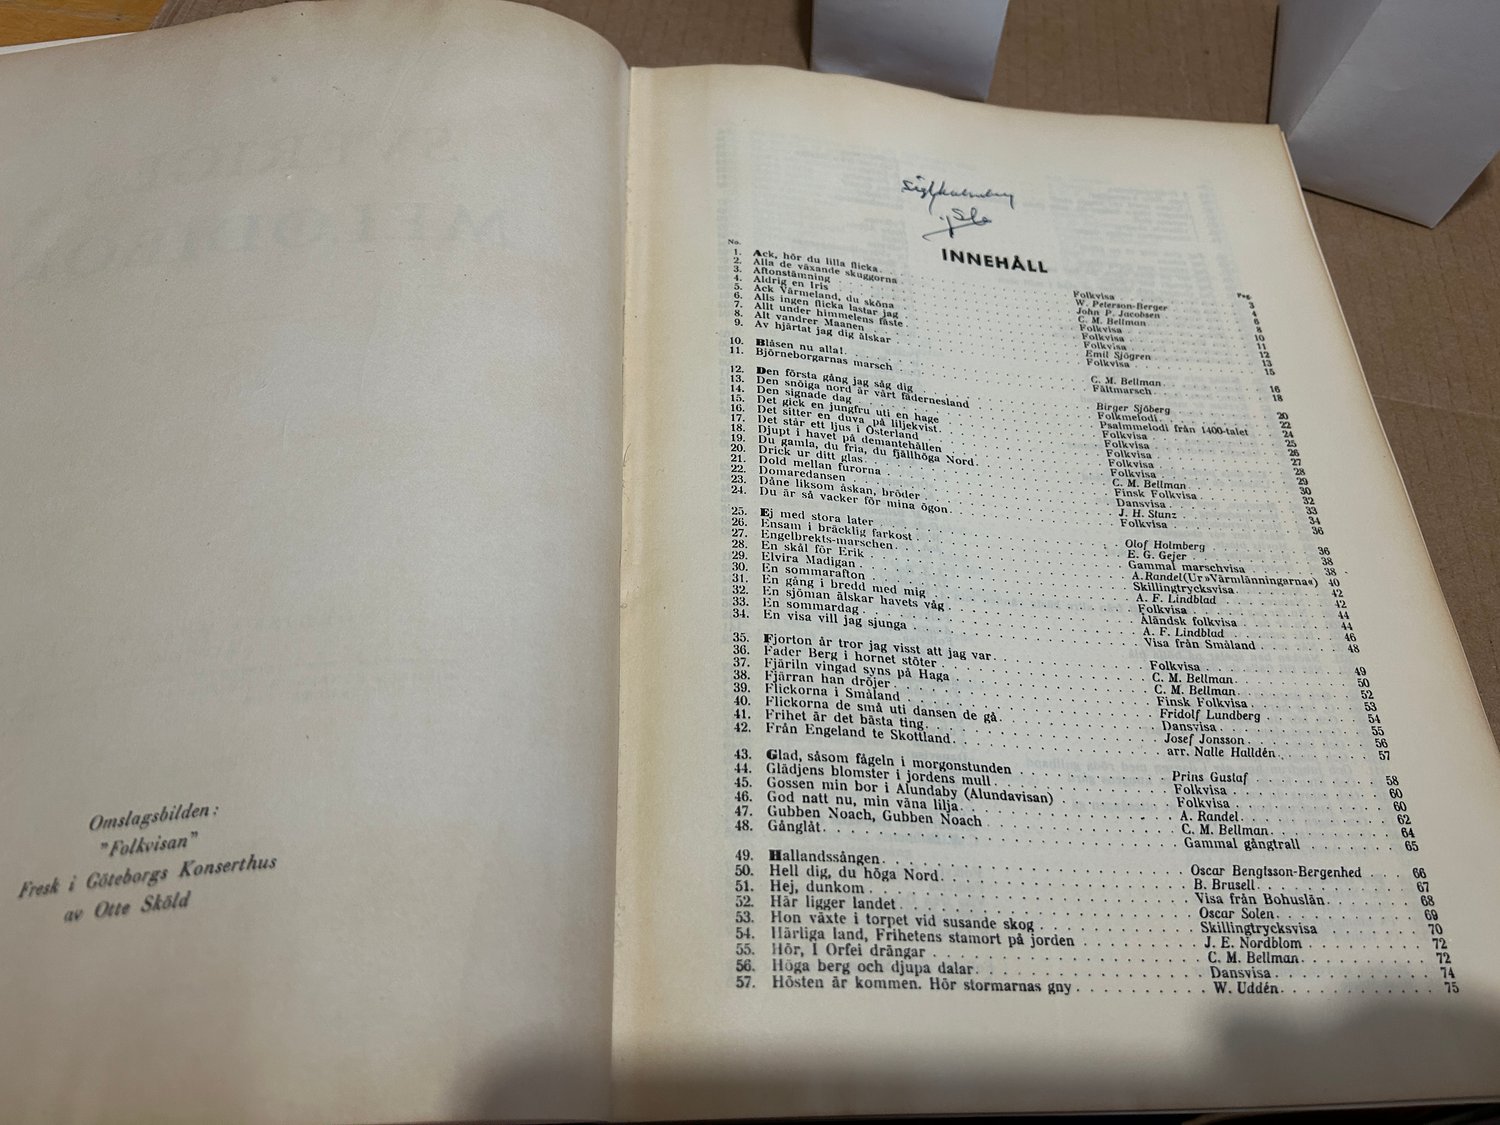 Omslagsbilden:
"Folkvisan"
Fresk i Göteborgs Konserthus
av Otte Sköld
INNEHÅLL
No. Pag.
1. Ack, hör du lilla flicka. Folkvisa 3
2. Alla de växande skuggorna W. Peterson-Berger 4
3. Aftonstämning John P. Jacobsen 6
4. Aldrig en Iris C. M. Bellman 8
5. Ack Värmeland, du sköna Folkvisa 10
6. Alls ingen flicka lastar jag Folkvisa 11
7. Allt under himmelens fäste Folkvisa 12
8. Alt vandrer Maanen Emil Sjögren 13
9. Av hjärtat jag dig älskar Folkvisa 15
10. Blåsen nu alla! C. M. Bellman 16
11. Björneborgarnas marsch Fältmarsch 18
12. Den första gång jag såg dig Birger Sjöberg 20
13. Den snöiga nord är vårt fädernesland Folkmelodi 22
14. Den signade dag Psalmmelodi från 1400-talet 24
15. Det gick en jungfru uti en hage Folkvisa 25
16. Det sitter en duva på liljekvist. Folkvisa 26
17. Det står ett ljus i Österland Folkvisa 27
18. Djupt i havet på demantehällen Folkvisa 28
19. Du gamla, du fria, du fjällhöga Nord. Folkvisa 29
20. Drick ur ditt glas C. M. Bellman 30
21. Dold mellan furorna Finsk Folkvisa 32
22. Domaredansen Dansvisa 33
23. Dåne liksom åskan, bröder J. H. Stunz 34
24. Du är så vacker för mina ögon. Folkvisa 36
25. Ej med stora later Olof Holmberg 36
26. Ensam i bräcklig farkost E. G. Gejer 38
27. Engelbrekts-marschen. Gammal marschvisa 38
28. En skål för Erik A. Randel (Ur »Värmlänningarna«) 40
29. Elvira Madigan Skillingtrycksvisa 42
30. En sommarafton A. F. Lindblad 42
31. En gång i bredd med mig Folkvisa 44
32. En sjöman älskar havets våg Åländsk folkvisa 44
33. En sommardag A. F. Lindblad 46
34. En visa vill jag sjunga Visa från Småland 48
35. Fjorton år tror jag visst att jag var. Folkvisa 49
36. Fader Berg i hornet stöter C. M. Bellman. 50
37. Fjäriln vingad syns på Haga C. M. Bellman. 52
38. Fjärran han dröjer Finsk Folkvisa 53
39. Flickorna i Småland Fridolf Lundberg 54
40. Flickorna de små uti dansen de gå. Dansvisa 55
41. Frihet är det bästa ting. Josef Jonsson 56
42. Från Engeland te Skottland. arr. Nalle Halldén. 57
43. Glad, såsom fågeln i morgonstunden Prins Gustaf 58
44. Glädjens blomster i jordens mull. Folkvisa 60
45. Gossen min bor i Alundaby (Alundavisan) Folkvisa 60
46. God natt nu, min väna lilja. A. Randel. 62
47. Gubben Noach, Gubben Noach C. M. Bellman. 64
48. Gånglåt. Gammal gångtrall 65
49. Hallandssången. Oscar Bengtsson-Bergenhed 66
50. Hell dig, du höga Nord. B. Brusell. 67
51. Hej, dunkom Visa från Bohuslän. 68
52. Här ligger landet Oscar Solen. 69
53. Hon växte i torpet vid susande skog Skillingtrycksvisa 70
54. Härliga land, Frihetens stamort på jorden J. E. Nordblom 72
55. Hör, I Orfei drängar C. M. Bellman. 72
56. Höga berg och djupa dalar. Dansvisa 74
57. Hösten är kommen. Hör stormarnas gny W. Uddén. 75